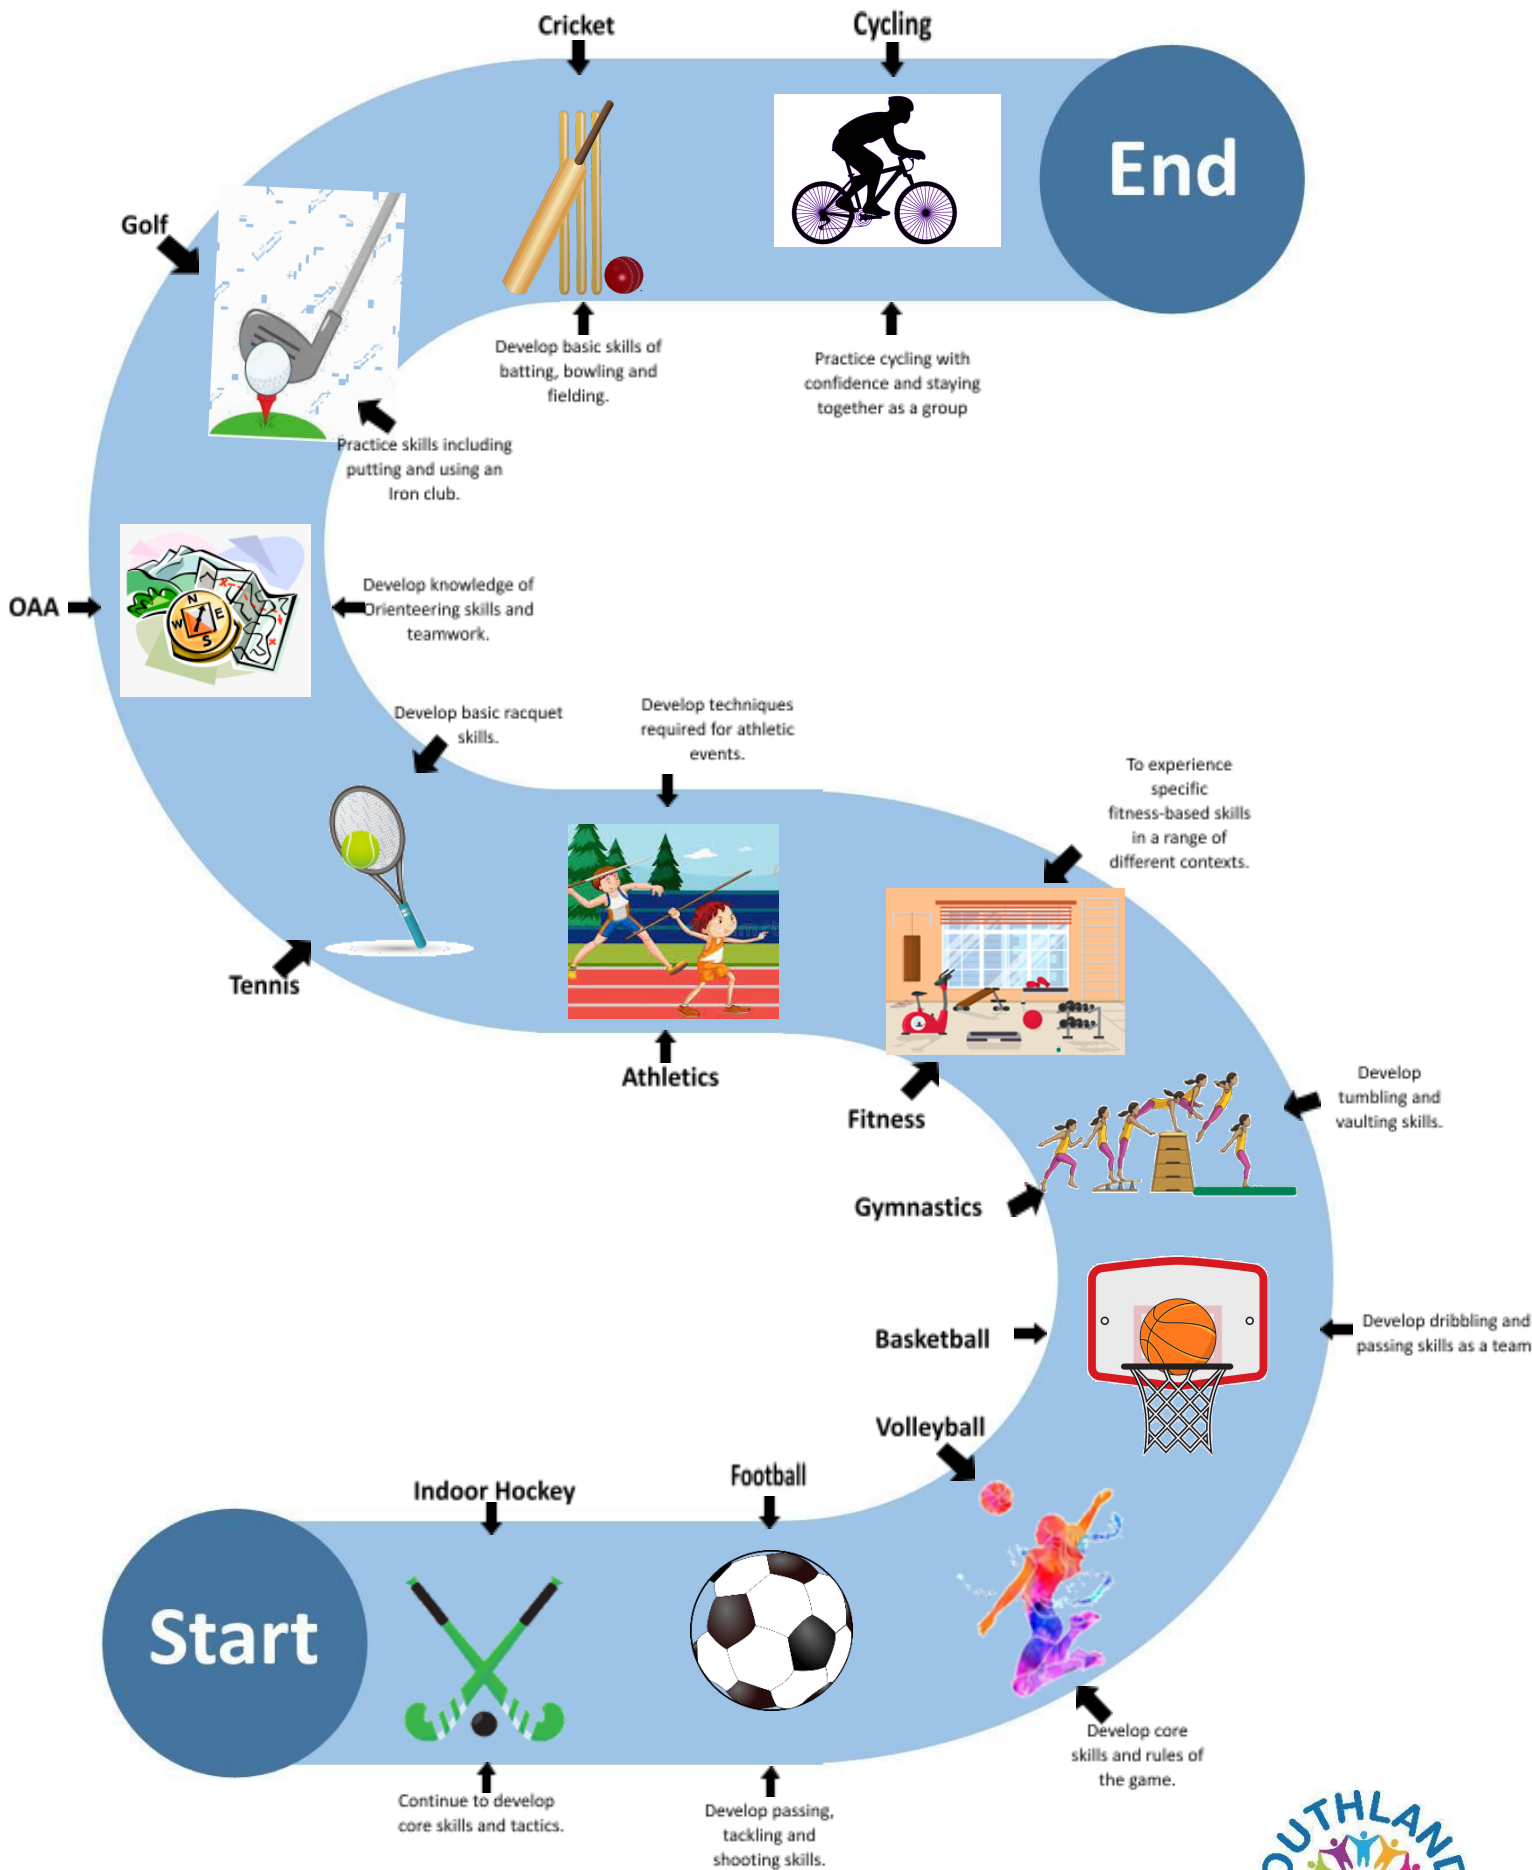 Cricket
Cycling
End
Golf
Develop basic skills of
batting, bowling and
fielding.
Practice cycling with
confidence and staying
together as a group
Practice skills including
putting and using an
Iron club.
OAA
N
E
S
W
Develop knowledge of
Orienteering skills and
teamwork.
Develop basic racquet
skills.
Develop techniques
required for athletic
events.
To experience
specific
fitness-based skills
in a range of
different contexts.
Tennis
Athletics
Fitness
Develop
tumbling and
vaulting skills.
Gymnastics
Basketball
Develop dribbling and
passing skills as a team
Volleyball
Football
Indoor Hockey
Start
Develop core
skills and rules of
the game.
Continue to develop
core skills and tactics.
Develop passing,
tackling and
shooting skills.
OUTHLAND